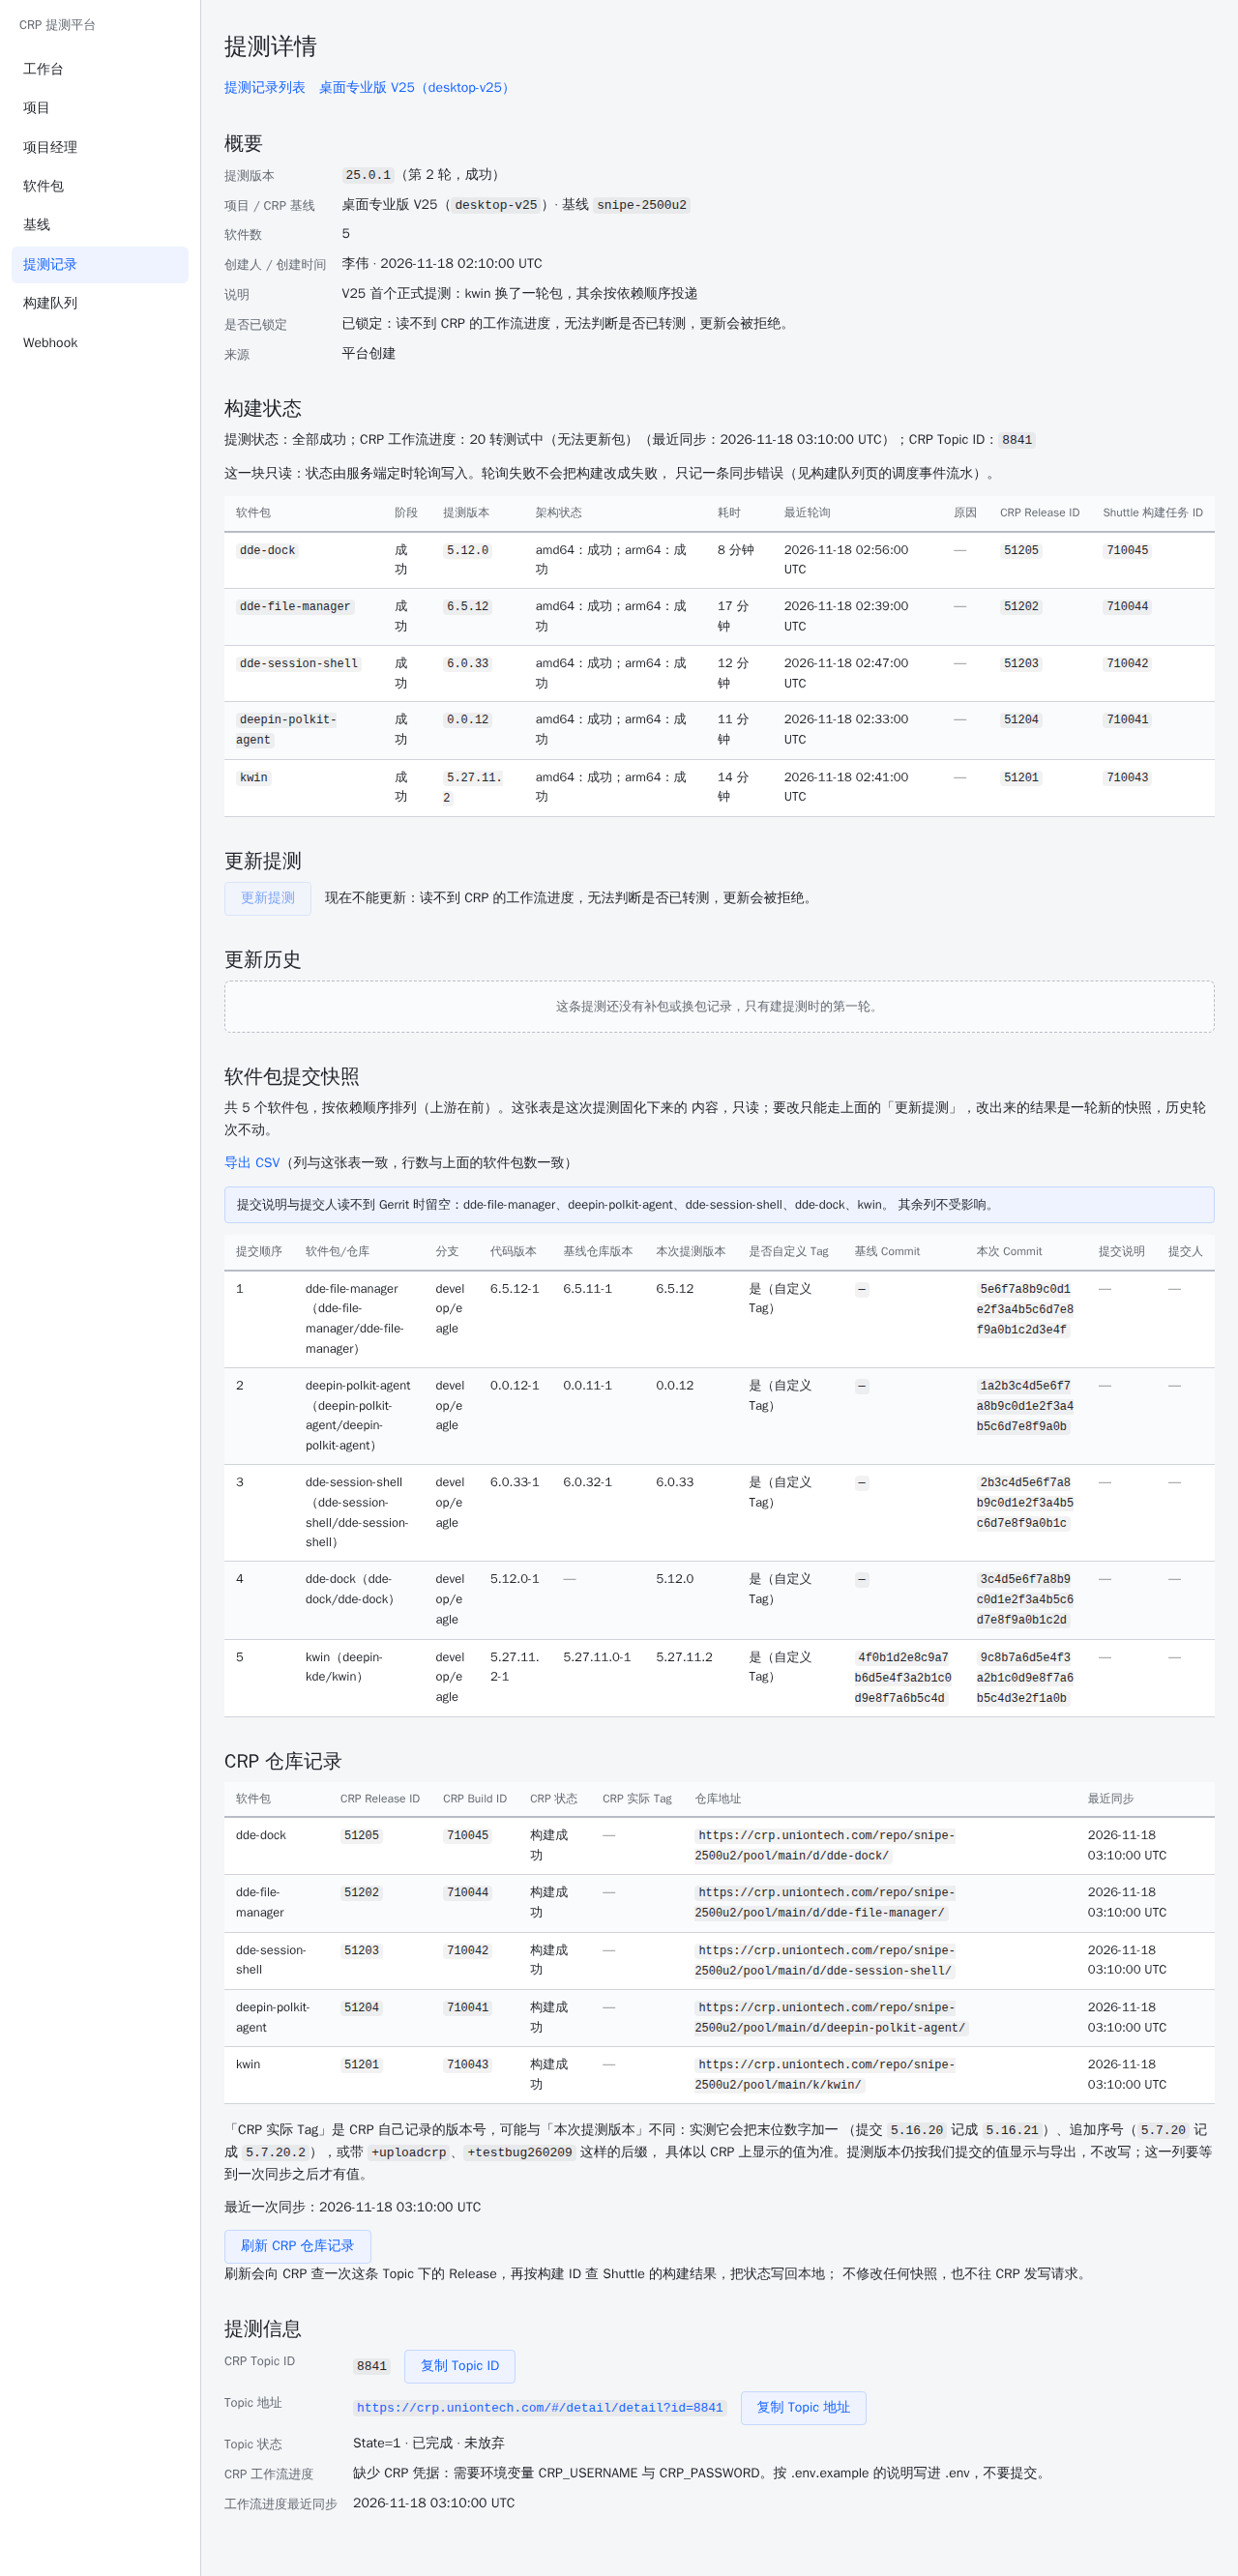 CRP 提测平台
工作台
项目
项目经理
软件包
基线
提测记录
构建队列
Webhook
提测详情
提测记录列表 桌面专业版 V25（desktop-v25）
概要
提测版本 25.0.1（第 2 轮，成功）
项目 / CRP 基线 桌面专业版 V25（desktop-v25）· 基线 snipe-2500u2
软件数 5
创建人 / 创建时间 李伟 · 2026-11-18 02:10:00 UTC
说明 V25 首个正式提测：kwin 换了一轮包，其余按依赖顺序投递
是否已锁定 已锁定：读不到 CRP 的工作流进度，无法判断是否已转测，更新会被拒绝。
来源 平台创建
构建状态
提测状态：全部成功；CRP 工作流进度：20 转测试中（无法更新包）（最近同步：2026-11-18 03:10:00 UTC）；CRP Topic ID：8841
这一块只读：状态由服务端定时轮询写入。轮询失败不会把构建改成失败， 只记一条同步错误（见构建队列页的调度事件流水）。
软件包 阶段 提测版本 架构状态 耗时 最近轮询 原因 CRP Release ID Shuttle 构建任务 ID
dde-dock 成 5.12.0 amd64：成功；arm64：成 8 分钟 2026-11-18 02:56:00 — 51205 710045
功 功 UTC
dde-file-manager 成 6.5.12 amd64：成功；arm64：成 17 分 2026-11-18 02:39:00 — 51202 710044
功 功 钟 UTC
dde-session-shell 成 6.0.33 amd64：成功；arm64：成 12 分 2026-11-18 02:47:00 — 51203 710042
功 功 钟 UTC
deepin-polkit- 成 0.0.12 amd64：成功；arm64：成 11 分 2026-11-18 02:33:00 — 51204 710041
agent 功 功 钟 UTC
kwin 成 5.27.11. amd64：成功；arm64：成 14 分 2026-11-18 02:41:00 — 51201 710043
功 2 功 钟 UTC
更新提测
更新提测 现在不能更新：读不到 CRP 的工作流进度，无法判断是否已转测，更新会被拒绝。
更新历史
这条提测还没有补包或换包记录，只有建提测时的第一轮。
软件包提交快照
共 5 个软件包，按依赖顺序排列（上游在前）。这张表是这次提测固化下来的 内容，只读；要改只能走上面的「更新提测」，改出来的结果是一轮新的快照，历史轮
次不动。
导出 CSV（列与这张表一致，行数与上面的软件包数一致）
提交说明与提交人读不到 Gerrit 时留空：dde-file-manager、deepin-polkit-agent、dde-session-shell、dde-dock、kwin。 其余列不受影响。
提交顺序 软件包/仓库 分支 代码版本 基线仓库版本 本次提测版本 是否自定义 Tag 基线 Commit 本次 Commit 提交说明 提交人
1 dde-file-manager devel 6.5.12-1 6.5.11-1 6.5.12 是（自定义 — 5e6f7a8b9c0d1 — —
（dde-file- op/e Tag） e2f3a4b5c6d7e8
manager/dde-file- agle f9a0b1c2d3e4f
manager）
2 deepin-polkit-agent devel 0.0.12-1 0.0.11-1 0.0.12 是（自定义 — 1a2b3c4d5e6f7 — —
（deepin-polkit- op/e Tag） a8b9c0d1e2f3a4
agent/deepin- agle b5c6d7e8f9a0b
polkit-agent）
3 dde-session-shell devel 6.0.33-1 6.0.32-1 6.0.33 是（自定义 — 2b3c4d5e6f7a8 — —
（dde-session- op/e Tag） b9c0d1e2f3a4b5
shell/dde-session- agle c6d7e8f9a0b1c
shell）
4 dde-dock（dde- devel 5.12.0-1 — 5.12.0 是（自定义 — 3c4d5e6f7a8b9 — —
dock/dde-dock） op/e Tag） c0d1e2f3a4b5c6
agle d7e8f9a0b1c2d
5 kwin（deepin- devel 5.27.11. 5.27.11.0-1 5.27.11.2 是（自定义 4f0b1d2e8c9a7 9c8b7a6d5e4f3 — —
kde/kwin） op/e 2-1 Tag） b6d5e4f3a2b1c0 a2b1c0d9e8f7a6
agle d9e8f7a6b5c4d b5c4d3e2f1a0b
CRP 仓库记录
软件包 CRP Release ID CRP Build ID CRP 状态 CRP 实际 Tag 仓库地址 最近同步
dde-dock 51205 710045 构建成 — https://crp.uniontech.com/repo/snipe- 2026-11-18
功 2500u2/pool/main/d/dde-dock/ 03:10:00 UTC
dde-file- 51202 710044 构建成 — https://crp.uniontech.com/repo/snipe- 2026-11-18
manager 功 2500u2/pool/main/d/dde-file-manager/ 03:10:00 UTC
dde-session- 51203 710042 构建成 — https://crp.uniontech.com/repo/snipe- 2026-11-18
shell 功 2500u2/pool/main/d/dde-session-shell/ 03:10:00 UTC
deepin-polkit- 51204 710041 构建成 — https://crp.uniontech.com/repo/snipe- 2026-11-18
agent 功 2500u2/pool/main/d/deepin-polkit-agent/ 03:10:00 UTC
kwin 51201 710043 构建成 — https://crp.uniontech.com/repo/snipe- 2026-11-18
功 2500u2/pool/main/k/kwin/ 03:10:00 UTC
「CRP 实际 Tag」是 CRP 自己记录的版本号，可能与「本次提测版本」不同：实测它会把末位数字加一 （提交 5.16.20 记成 5.16.21）、追加序号（5.7.20 记
成 5.7.20.2），或带 +uploadcrp、+testbug260209 这样的后缀， 具体以 CRP 上显示的值为准。提测版本仍按我们提交的值显示与导出，不改写；这一列要等
到一次同步之后才有值。
最近一次同步：2026-11-18 03:10:00 UTC
刷新 CRP 仓库记录
刷新会向 CRP 查一次这条 Topic 下的 Release，再按构建 ID 查 Shuttle 的构建结果，把状态写回本地； 不修改任何快照，也不往 CRP 发写请求。
提测信息
CRP Topic ID 8841 复制 Topic ID
Topic 地址 https://crp.uniontech.com/#/detail/detail?id=8841 复制 Topic 地址
Topic 状态 State=1 · 已完成 · 未放弃
CRP 工作流进度 缺少 CRP 凭据：需要环境变量 CRP_USERNAME 与 CRP_PASSWORD。按 .env.example 的说明写进 .env，不要提交。
工作流进度最近同步 2026-11-18 03:10:00 UTC